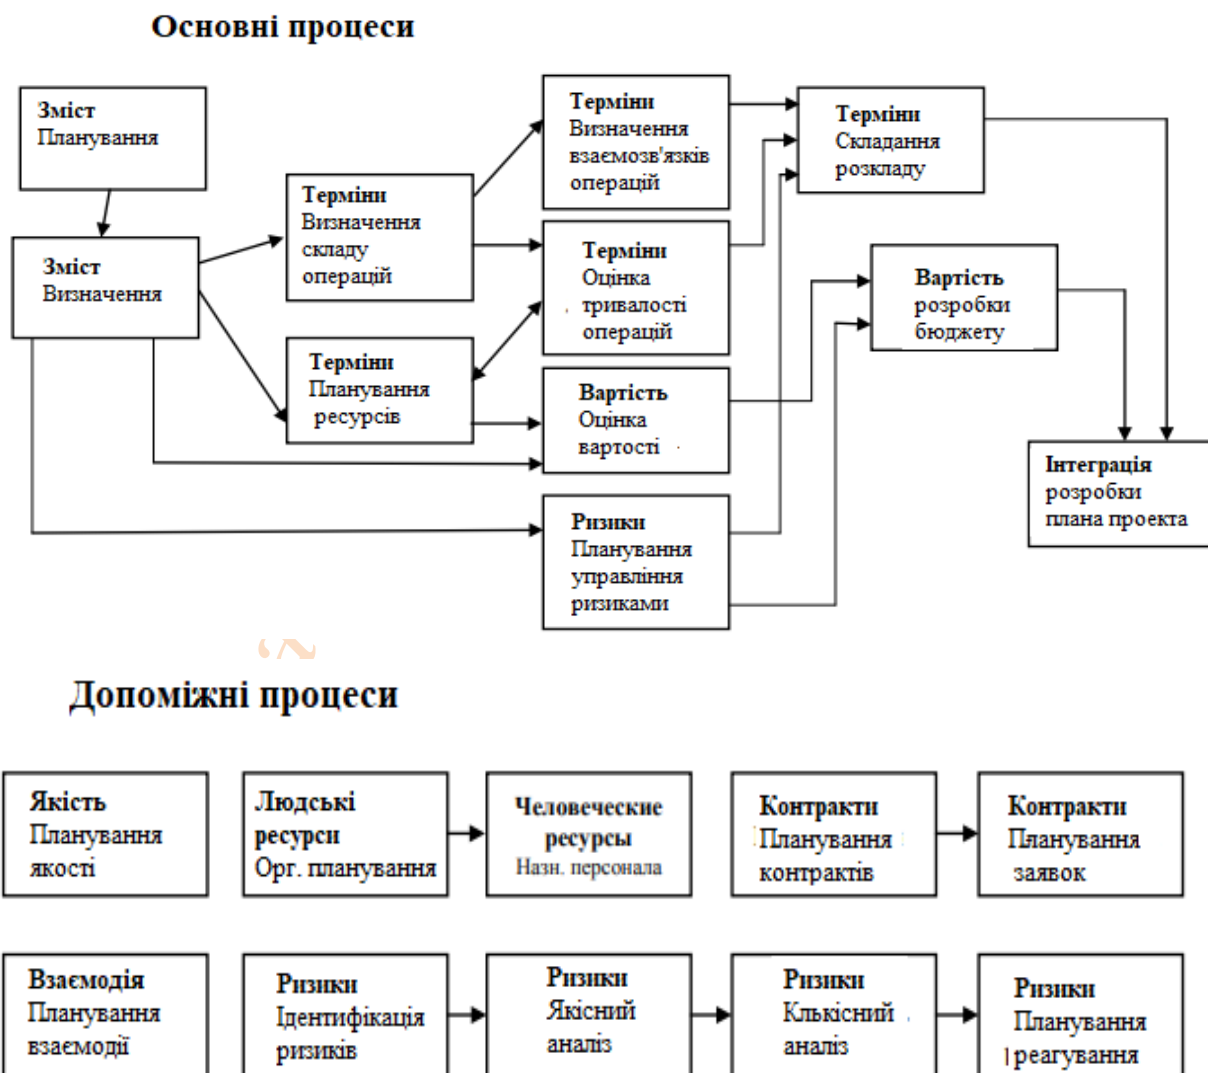 Основні процеси
Зміст
Планування
Зміст
Визначення
Терміни
Визначення
складу
операцій
Терміни
Планування
ресурсів
Терміни
Визначення
взаємозв'язків
операцій
Терміни
Оцінка
тривалості
операцій
Вартість
Оцінка
вартості
Ризики
Планування
управління
ризиками
Терміни
Складання
розкладу
Вартість
розробки
бюджету
Інтеграція
розробки
плана проекта
Допоміжні процеси
Якість
Планування
якості
Людські
ресурси
Орг. планування
Человеческие
ресурсы
Назн. персонала
Контракти
Планування
контрактів
Контракти
Планування
заявок
Взаємодія
Планування
взаємодії
Ризики
Ідентифікація
ризиків
Ризики
Якісний
аналіз
Ризики
Клькісний
аналіз
Ризики
Планування
реагування